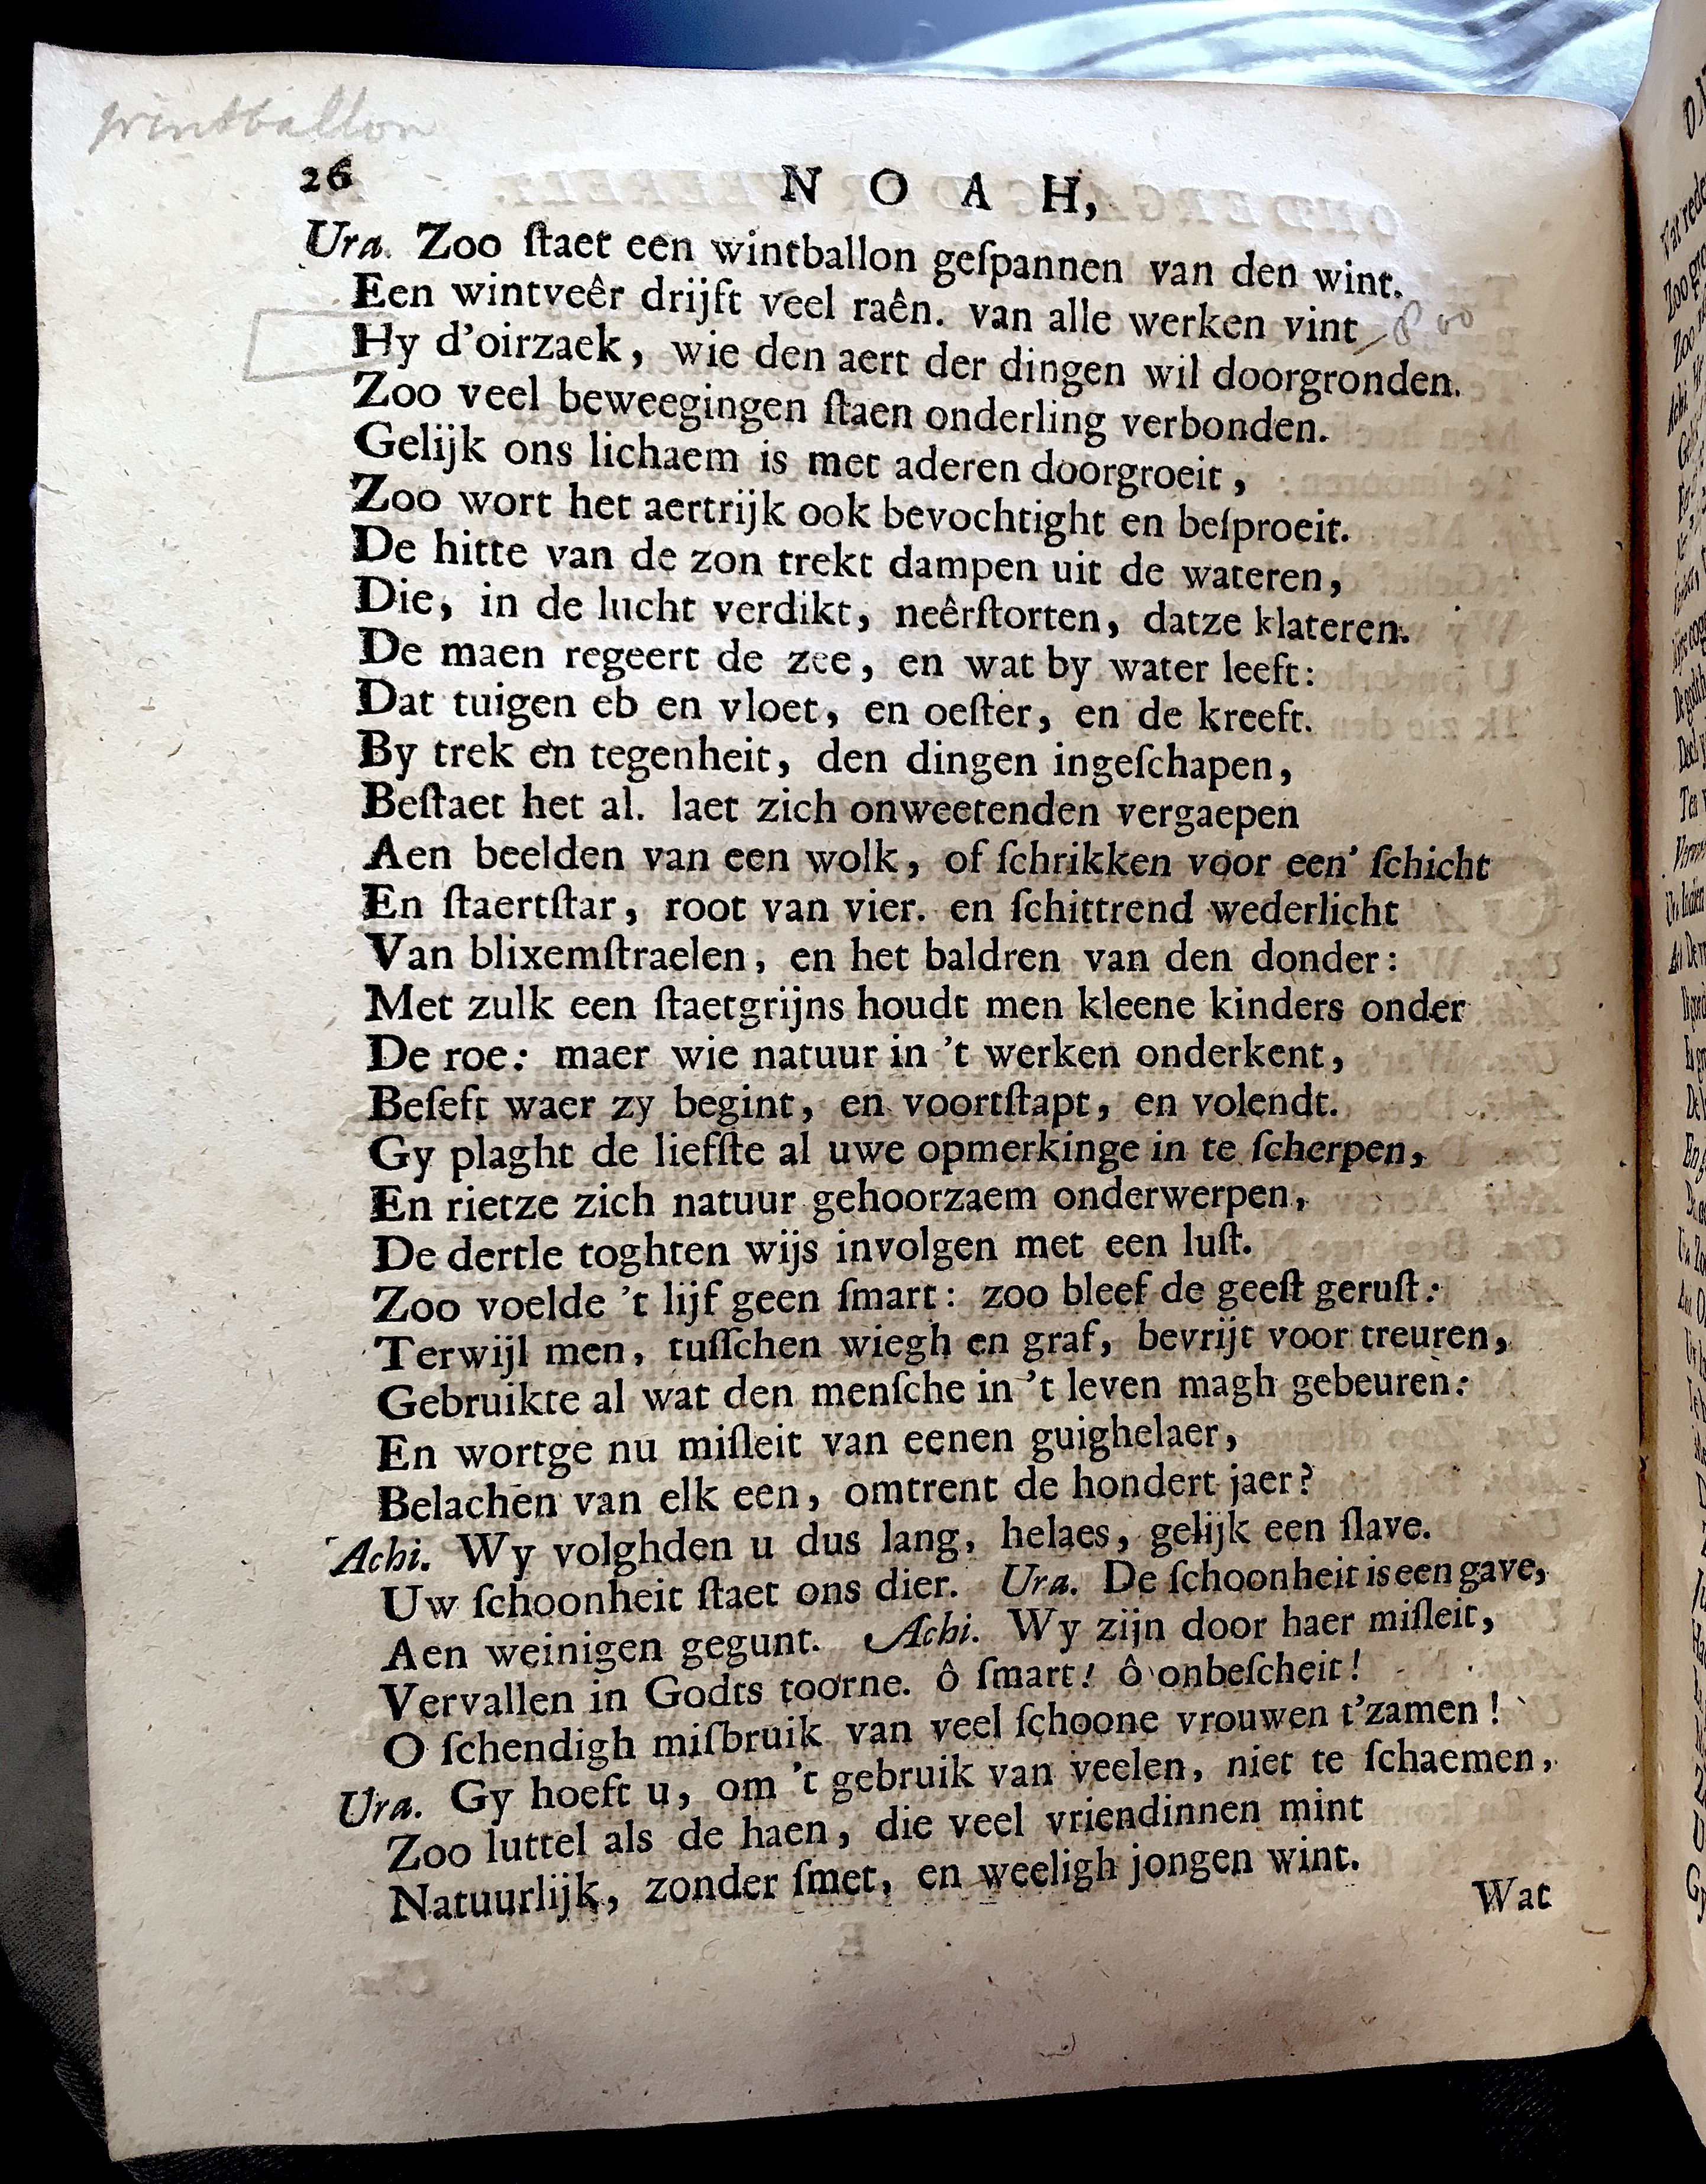 wintballon
26 NOAH,
Ura. Zoo ſtaet een wintballon geſpannen van den wint.
Een wintveêr drijft veel raên. van alle werken vint
Hy d'oirzaek, wie den aert der dingen wil doorgronden.
Zoo veel beweegingen ſtaen onderling verbonden.
Gelijk ons lichaem is met aderen doorgroeit,
Zoo wort het aertrijk ook bevochtight en beſproeit.
De hitte van de zon trekt dampen uit de wateren,
Die, in de lucht verdikt, neêrſtorten, datze klateren.
De maen regeert de zee, en wat by water leeft:
Dat tuigen eb en vloet, en oeſter, en de kreeft.
By trek en tegenheit, den dingen ingeſchapen,
Beſtaet het al. laet zich onweetenden vergaepen
Aen beelden van een wolk, of ſchrikken voor een' ſchicht
En ſtaertſtar, root van vier. en ſchittrend wederlicht
Van blixemſtraelen, en het baldren van den donder:
Met zulk een ſtaetgrijns houdt men kleene kinders onder
De roe: maer wie natuur in 't werken onderkent,
Beſeft waer zy begint, en voortſtapt, en volendt.
Gy plaght de liefſte al uwe opmerkinge in te ſcherpen,
En rietze zich natuur gehoorzaem onderwerpen,
De dertle toghten wijs involgen met een luſt.
Zoo voelde 't lijf geen ſmart: zoo bleef de geeſt geruſt:
Terwijl men, tuſſchen wiegh en graf, bevrijt voor treuren,
Gebruikte al wat den menſche in 't leven magh gebeuren:
En wortge nu miſleit van eenen guighelaer,
Belachen van elk een, omtrent de hondert jaer?
Achi. Wy volghden u dus lang, helaes, gelijk een ſlave.
Uw ſchoonheit ſtaet ons dier. Ura. De ſchoonheit is een gave,
Aen weinigen gegunt. Achi. Wy zijn door haer miſleit,
Vervallen in Godts toorne. ô ſmart! ô onbeſcheit!
O ſchendigh miſbruik van veel ſchoone vrouwen t'zamen!
Ura. Gy hoeft u, om 't gebruik van veelen, niet te ſchaemen,
Zoo luttel als de haen, die veel vriendinnen mint
Natuurlijk, zonder ſmet, en weeligh jongen wint.
Wat